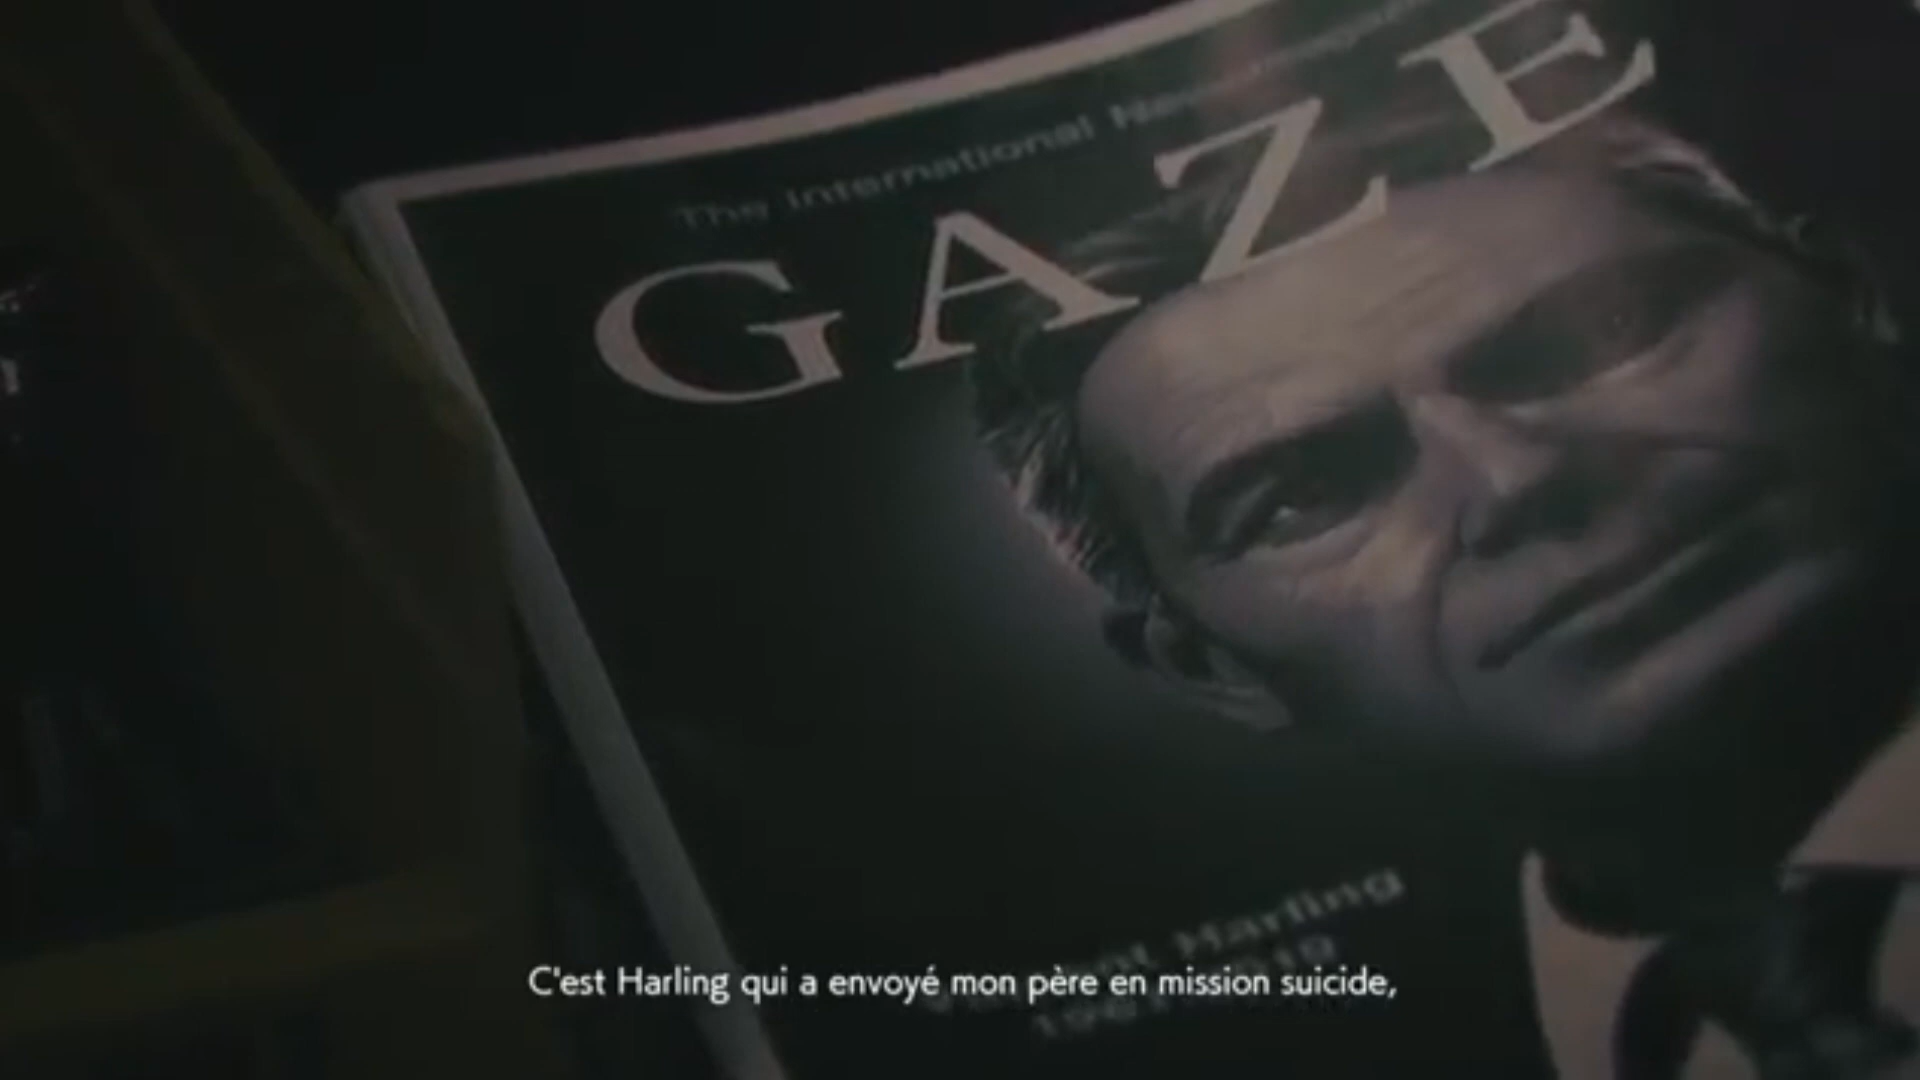 The International
GAZE
Harling
C'est Harling qui a envoyé mon père en mission suicide,